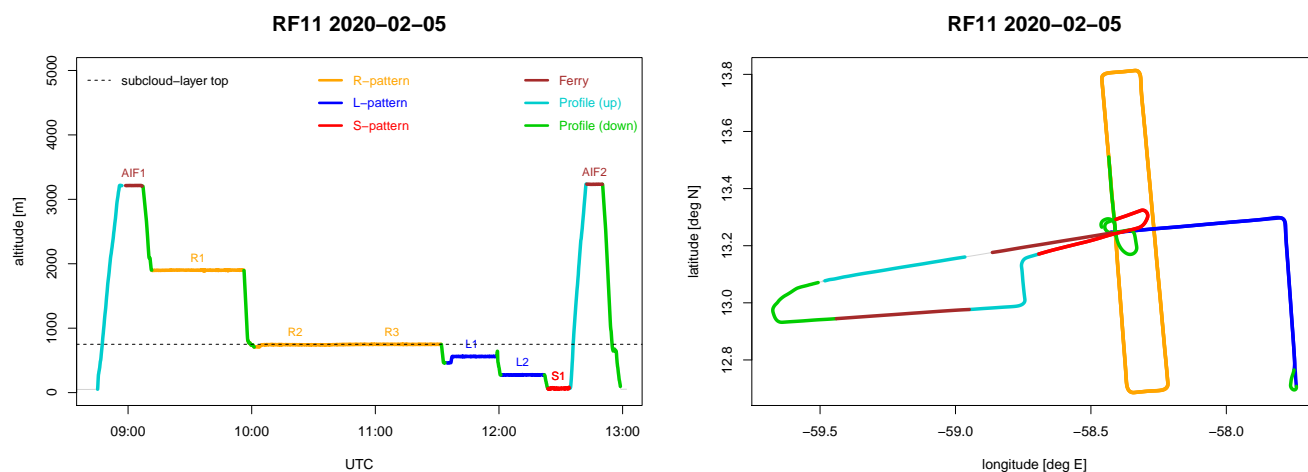 RF11 2020−02−05
altitude [m]
0 1000 2000 3000 4000 5000
subcloud−layer top
R−pattern
L−pattern
S−pattern
Ferry
Profile (up)
Profile (down)
AIF1
R1
R2
R3
L1
L2
S1
AIF2
09:00 10:00 11:00 12:00 13:00
UTC
RF11 2020−02−05
latitude [deg N]
12.8 13.0 13.2 13.4 13.6 13.8
−59.5 −59.0 −58.5 −58.0
longitude [deg E]